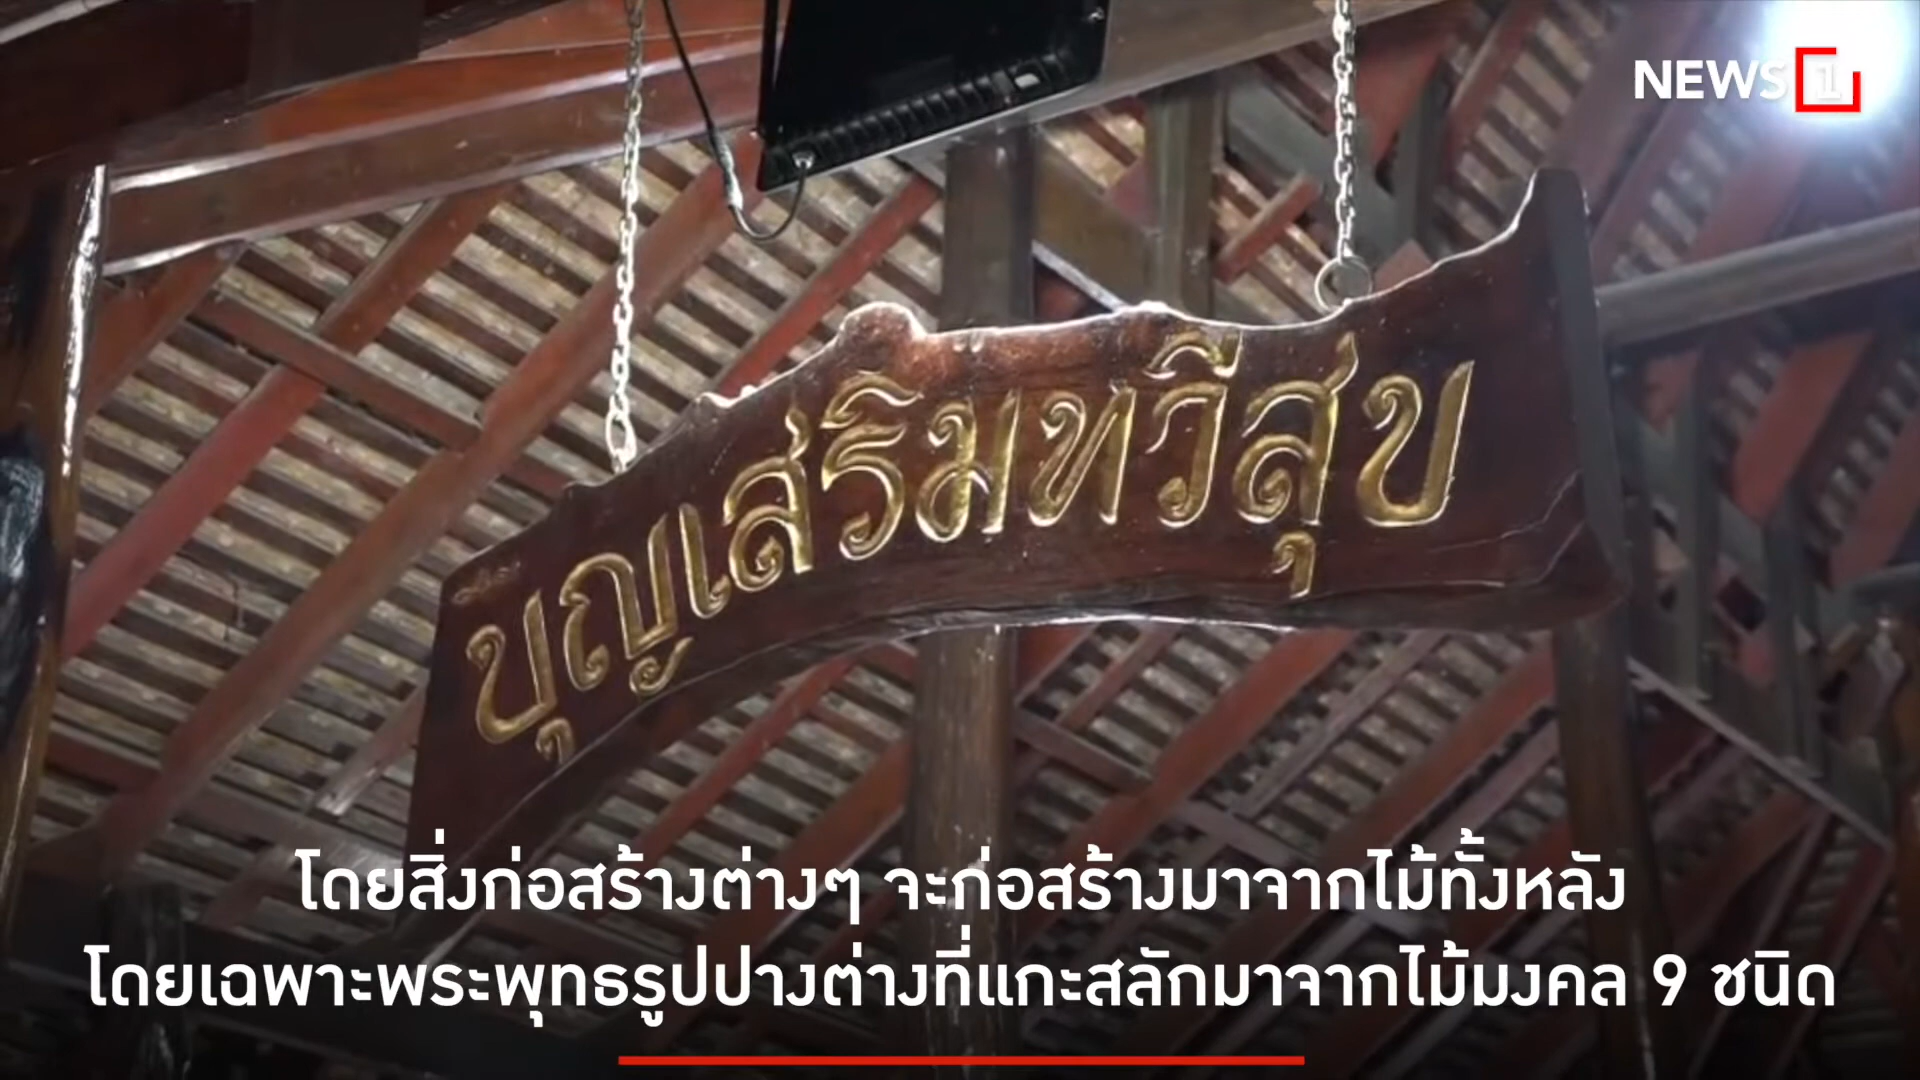 NEWS 1
บุญเสริมทวีสุข
โดยสิ่งก่อสร้างต่างๆ จะก่อสร้างมาจากไม้ทั้งหลัง
โดยเฉพาะพระพุทธรูปปางต่างที่แกะสลักมาจากไม้มงคล 9 ชนิด